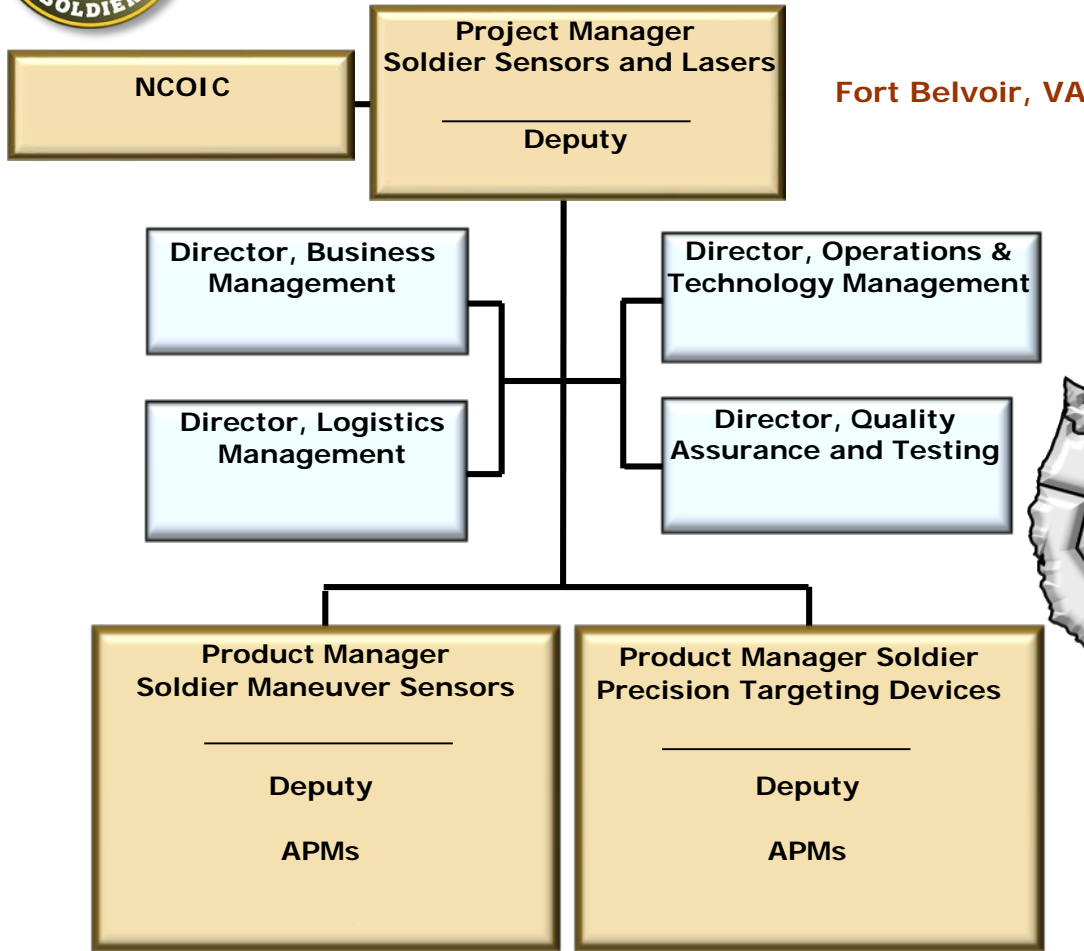 SOLDIER
Project Manager
Soldier Sensors and Lasers
Deputy
NCOIC
Fort Belvoir, VA
Director, Business
Management
Director, Operations &
Technology Management
Director, Logistics
Management
Director, Quality
Assurance and Testing
Product Manager
Soldier Maneuver Sensors
Deputy
APMs
Product Manager Soldier
Precision Targeting Devices
Deputy
APMs